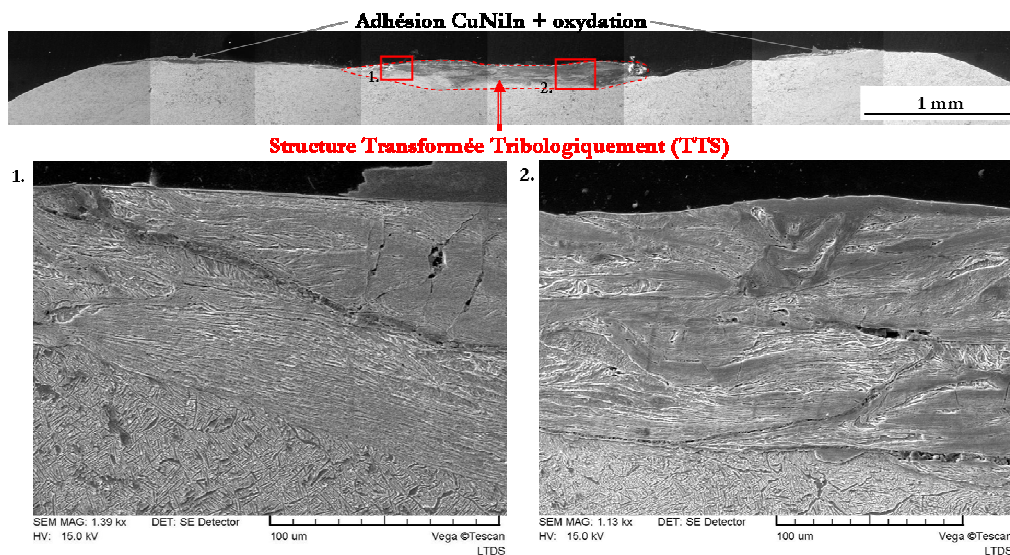 Adhésion CuNiIn + oxydation
1.
2.
1 mm
Structure Transformée Tribologiquement (TTS)
1.
2.
SEM MAG: 1.39 kx DET: SE Detector
HV: 15.0 kV 100 um Vega ©Tescan
LTDS
SEM MAG: 1.13 kx DET: SE Detector
HV: 15.0 kV 100 um Vega ©Tescan
LTDS